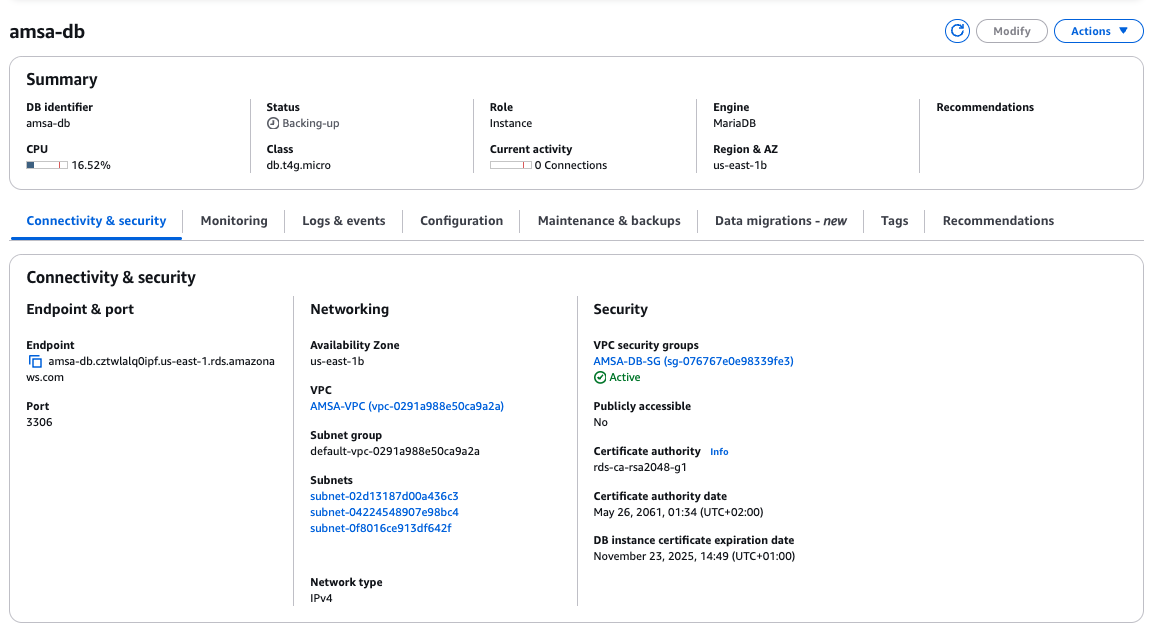 amsa-db
Modify
Actions
Summary
DB identifier
amsa-db
Status
Backing-up
Role
Instance
Engine
MariaDB
Recommendations
CPU
16.52%
Class
db.t4g.micro
Current activity
0 Connections
Region & AZ
us-east-1b
Connectivity & security
Monitoring
Logs & events
Configuration
Maintenance & backups
Data migrations - new
Tags
Recommendations
Connectivity & security
Endpoint & port
Endpoint
amsa-db.cztwlalq0ipf.us-east-1.rds.amazona
ws.com
Port
3306
Networking
Availability Zone
us-east-1b
VPC
AMSA-VPC (vpc-0291a988e50ca9a2a)
Subnet group
default-vpc-0291a988e50ca9a2a
Subnets
subnet-02d13187d00a436c3
subnet-04224548907e98bc4
subnet-0f8016ce913df642f
Network type
IPv4
Security
VPC security groups
AMSA-DB-SG (sg-076767e0e98339fe3)
Active
Publicly accessible
No
Certificate authority Info
rds-ca-rsa2048-g1
Certificate authority date
May 26, 2061, 01:34 (UTC+02:00)
DB instance certificate expiration date
November 23, 2025, 14:49 (UTC+01:00)